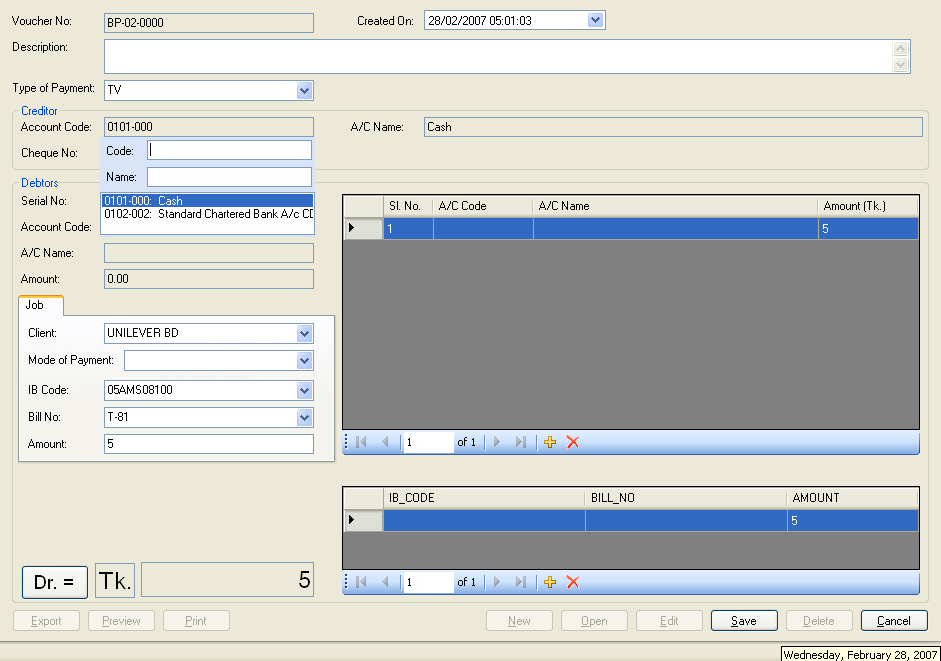 Voucher No: BP-02-0000 Created On: 28/02/2007 05:01:03
Description:
Type of Payment: TV
Creditor
Account Code: 0101-000 A/C Name: Cash
Cheque No: Code:
Name:
Debtors
Serial No: 0101-000: Cash
0102-002: Standard Chartered Bank A/c CD
Account Code:
A/C Name:
Amount: 0.00
Sl. No. A/C Code A/C Name Amount (Tk.)
1 5
Job
Client: UNILEVER BD
Mode of Payment:
IB Code: 05AMS08100
Bill No: T-81
Amount: 5
1 of 1
IB_CODE BILL_NO AMOUNT
5
Dr. = Tk. 5
1 of 1
Export Preview Print New Open Edit Save Delete Cancel
Wednesday, February 28, 2007